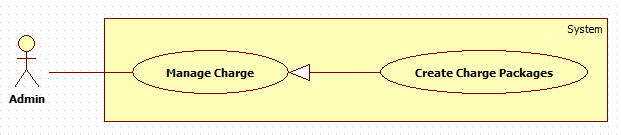 System
Manage Charge
Create Charge Packages
Admin